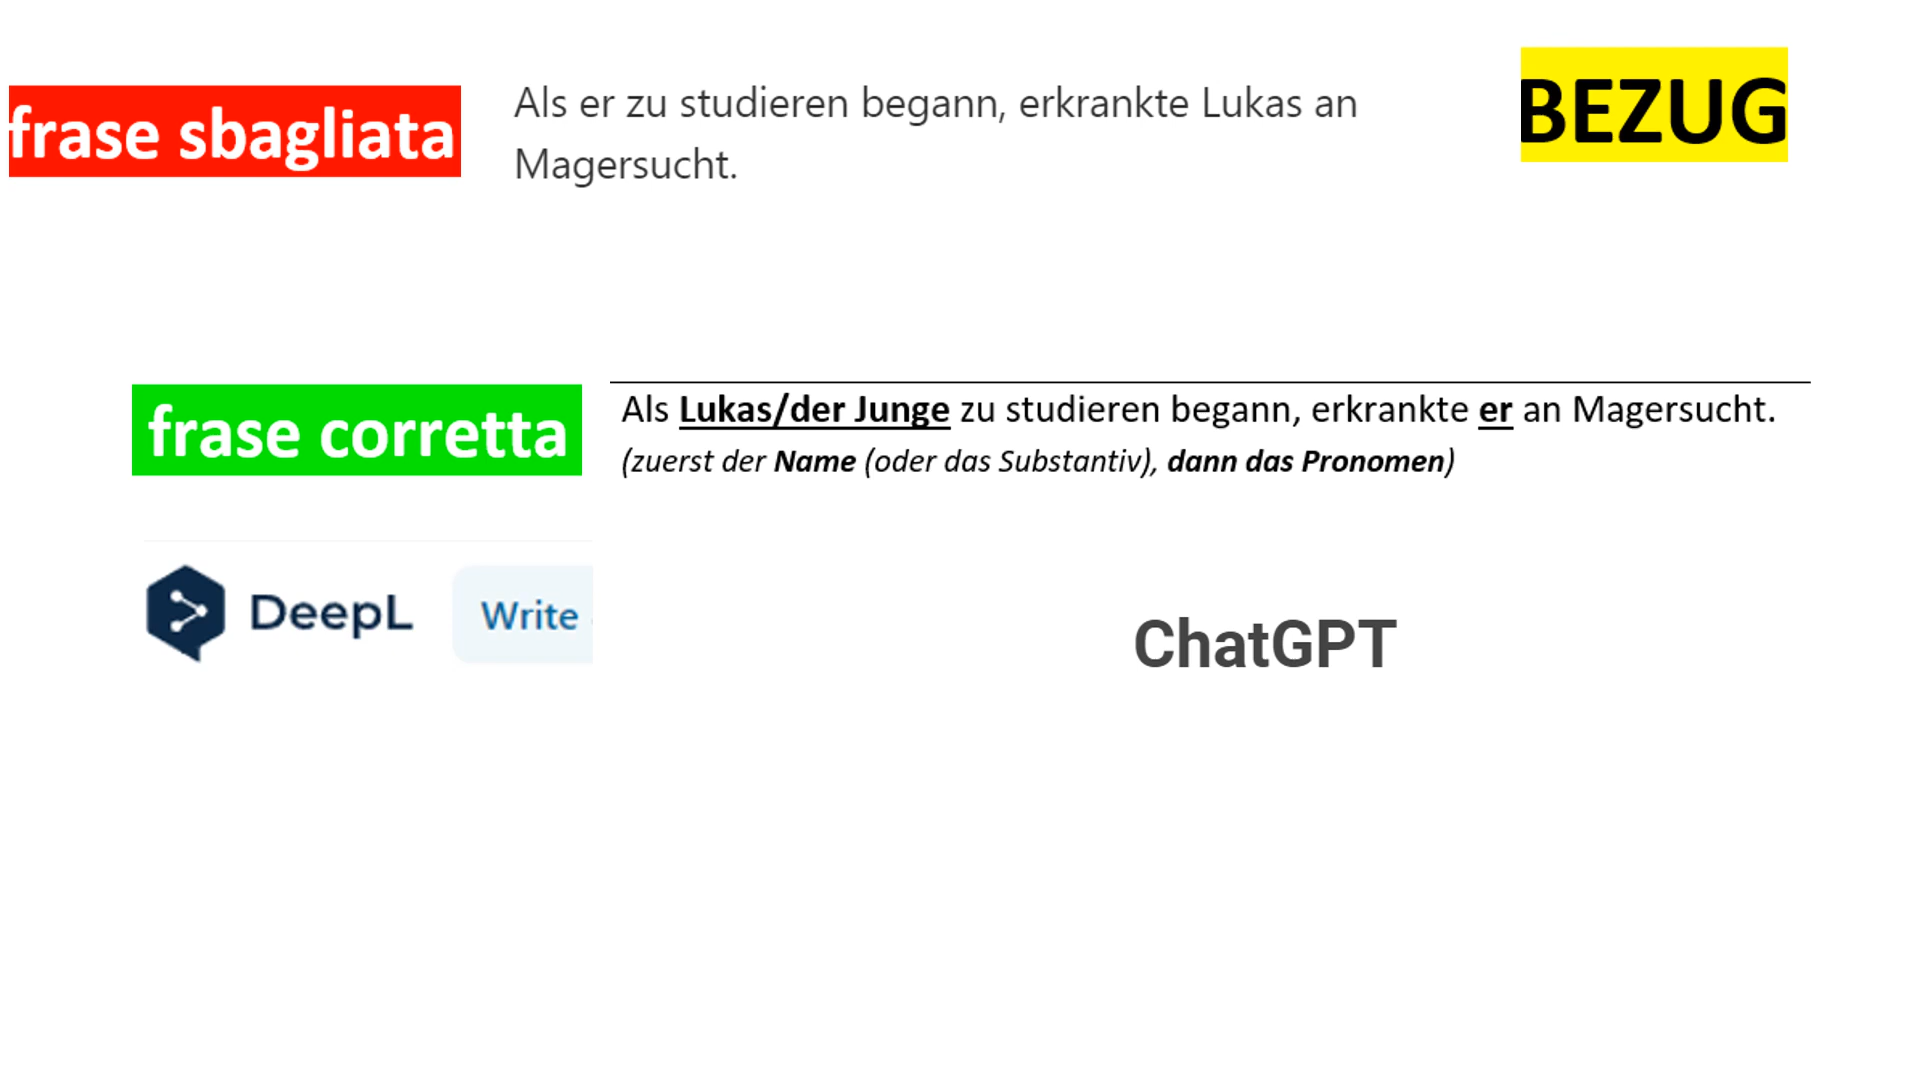 frase sbagliata
Als er zu studieren begann, erkrankte Lukas an
Magersucht.
BEZUG
frase corretta
Als Lukas/der Junge zu studieren begann, erkrankte er an Magersucht.
(zuerst der Name (oder das Substantiv), dann das Pronomen)
DeepL
Write
ChatGPT